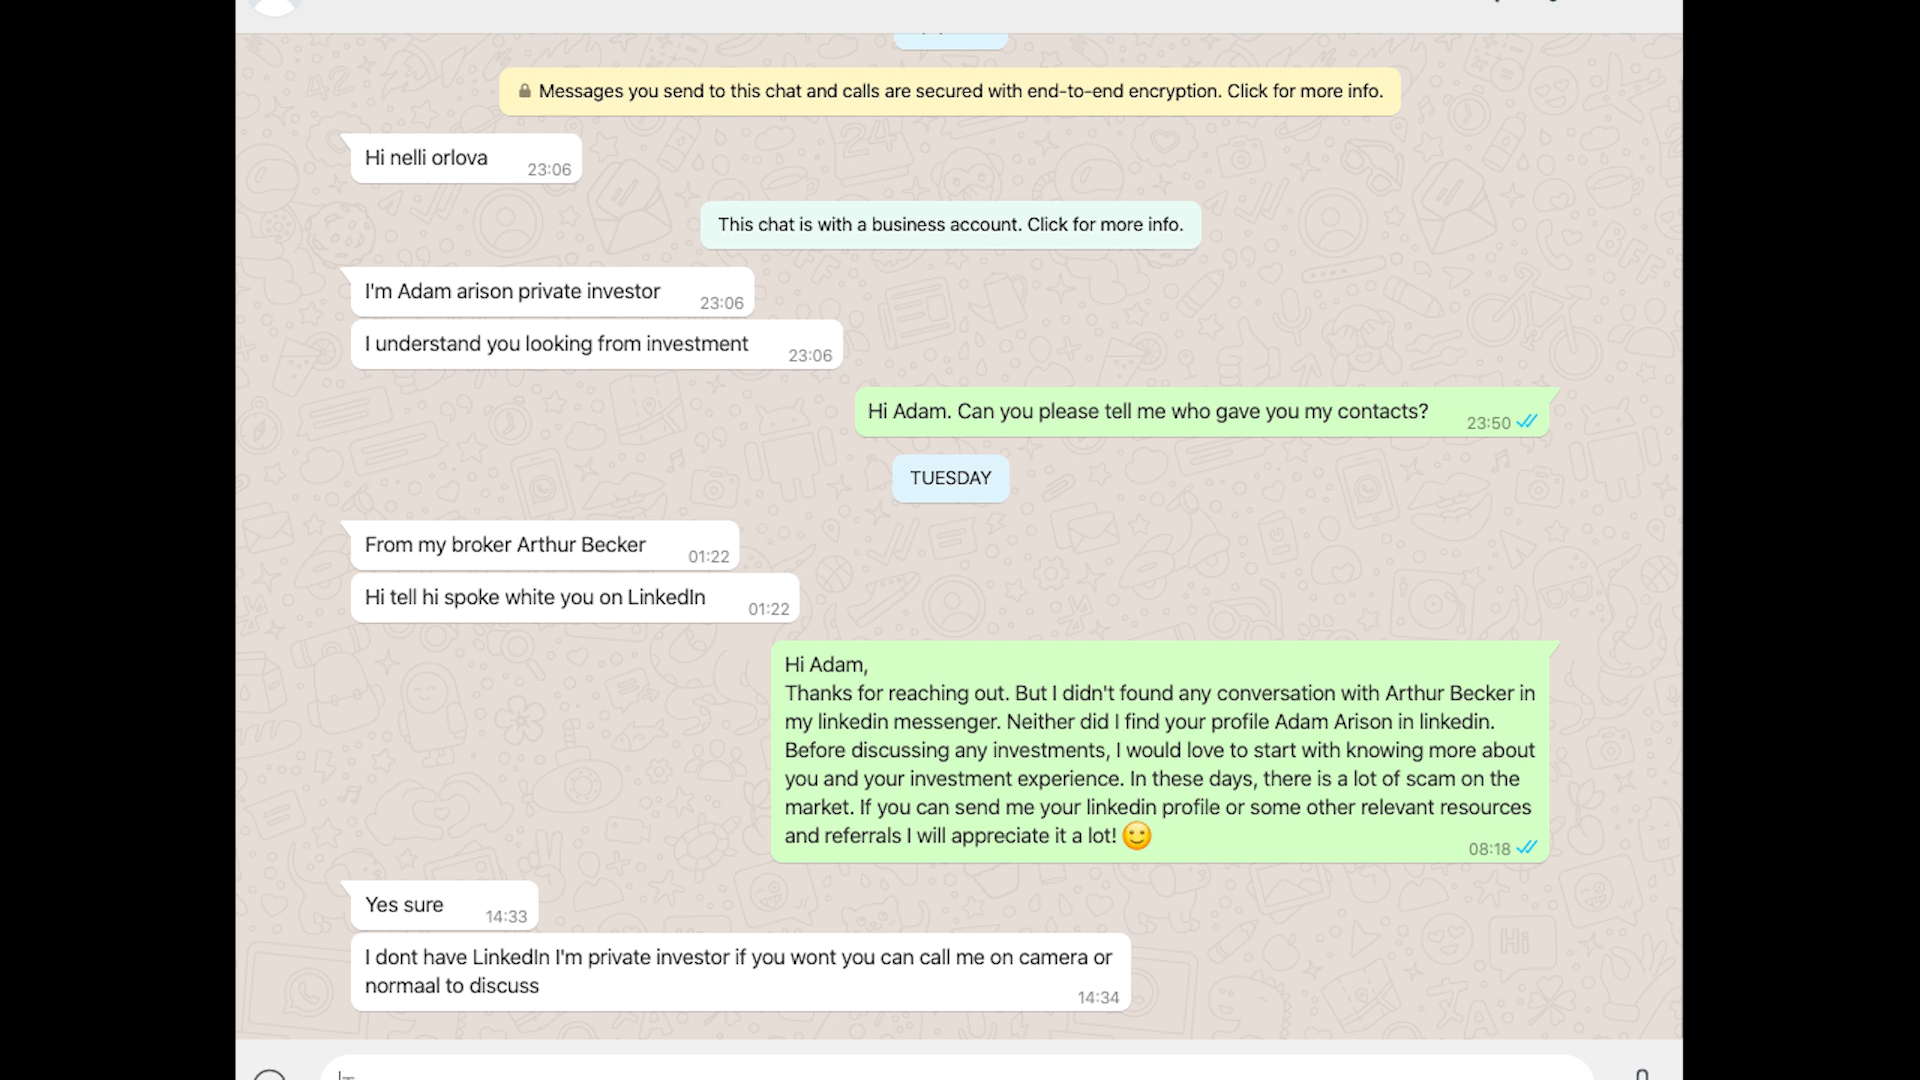 Messages you send to this chat and calls are secured with end-to-end encryption. Click for more info.
Hi nelli orlova
23:06
This chat is with a business account. Click for more info.
I'm Adam arison private investor
23:06
I understand you looking from investment
23:06
Hi Adam. Can you please tell me who gave you my contacts?
23:50
TUESDAY
From my broker Arthur Becker
01:22
Hi tell hi spoke white you on LinkedIn
01:22
Hi Adam,
Thanks for reaching out. But I didn't found any conversation with Arthur Becker in
my linkedin messenger. Neither did I find your profile Adam Arison in linkedin.
Before discussing any investments, I would love to start with knowing more about
you and your investment experience. In these days, there is a lot of scam on the
market. If you can send me your linkedin profile or some other relevant resources
and referrals I will appreciate it a lot! 🙂
08:18
Yes sure
14:33
I dont have LinkedIn I'm private investor if you wont you can call me on camera or
normaal to discuss
14:34